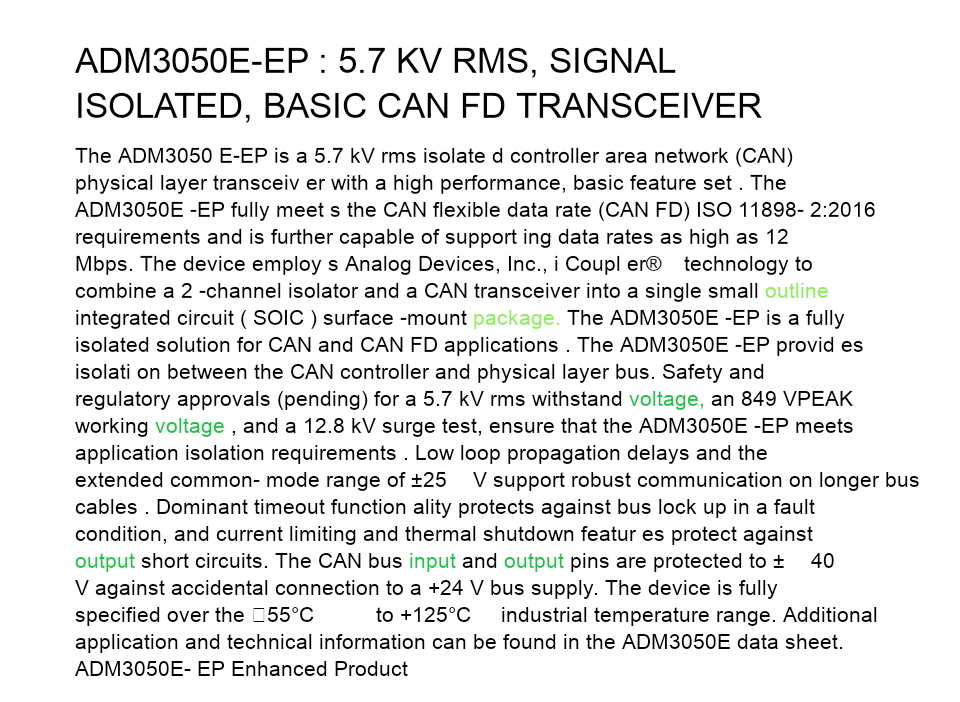 ADM3050E-EP : 5.7 KV RMS, SIGNAL
ISOLATED, BASIC CAN FD TRANSCEIVER
The ADM3050 E-EP is a 5.7 kV rms isolate d controller area network (CAN)
physical layer transceiv er with a high performance, basic feature set . The
ADM3050E -EP fully meet s the CAN flexible data rate (CAN FD) ISO 11898- 2:2016
requirements and is further capable of support ing data rates as high as 12
Mbps. The device employ s Analog Devices, Inc., i Coupl er® technology to
combine a 2 -channel isolator and a CAN transceiver into a single small outline
integrated circuit ( SOIC ) surface -mount package. The ADM3050E -EP is a fully
isolated solution for CAN and CAN FD applications . The ADM3050E -EP provid es
isolati on between the CAN controller and physical layer bus. Safety and
regulatory approvals (pending) for a 5.7 kV rms withstand voltage, an 849 VPEAK
working voltage , and a 12.8 kV surge test, ensure that the ADM3050E -EP meets
application isolation requirements . Low loop propagation delays and the
extended common- mode range of ±25 V support robust communication on longer bus
cables . Dominant timeout function ality protects against bus lock up in a fault
condition, and current limiting and thermal shutdown featur es protect against
output short circuits. The CAN bus input and output pins are protected to ± 40
V against accidental connection to a +24 V bus supply. The device is fully
specified over the 55°C to +125°C industrial temperature range. Additional
application and technical information can be found in the ADM3050E data sheet.
ADM3050E- EP Enhanced Product